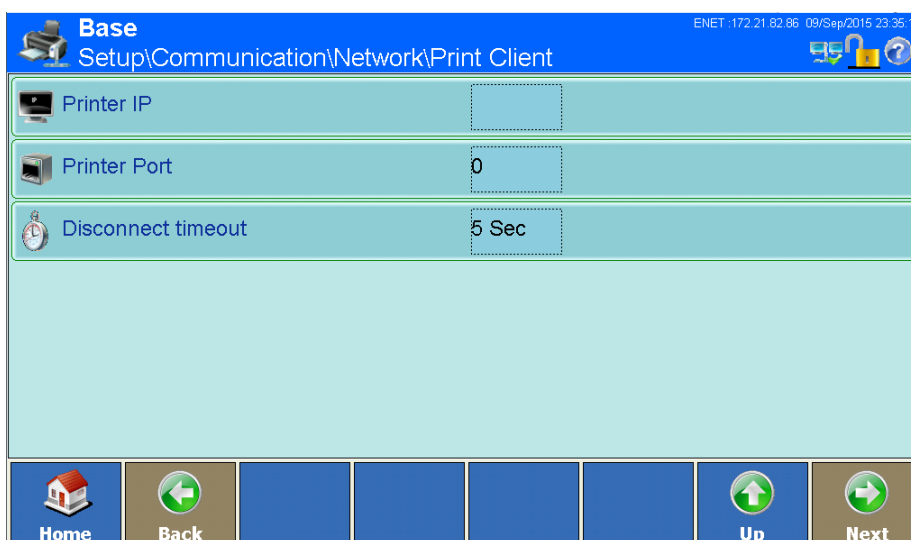 Base
ENET :172.21.82.86 09/Sep/2015 23:35:
Setup\Communication\Network\Print Client
Printer IP
Printer Port
0
Disconnect timeout
5 Sec
Home
Back
Up
Next